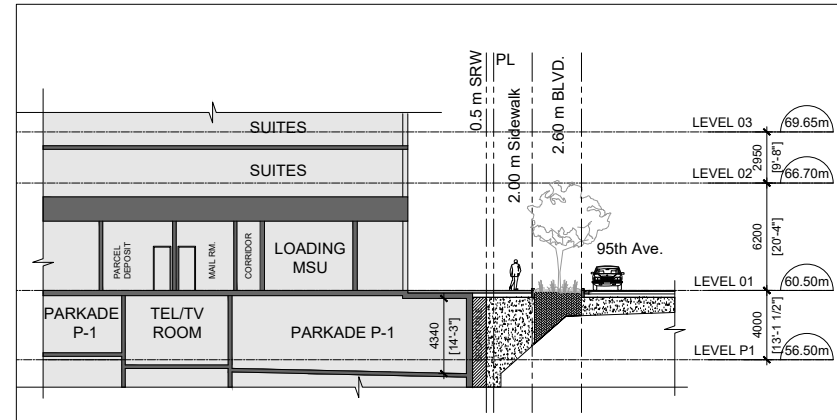 0.5 m SRW
PL
2.00 m Sidewalk
2.60 m BLVD.
SUITES
LEVEL 03
69.65m
2950
[9'-8"]
SUITES
LEVEL 02
66.70m
6200
[20'-4"]
PARCEL
DEPOSIT
MAIL RM.
CORRIDOR
LOADING
MSU
95th Ave.
LEVEL 01
60.50m
PARKADE
P-1
TEL/TV
ROOM
PARKADE P-1
4340
[14'-3"]
4000
[13'-1 1/2"]
LEVEL P1
56.50m